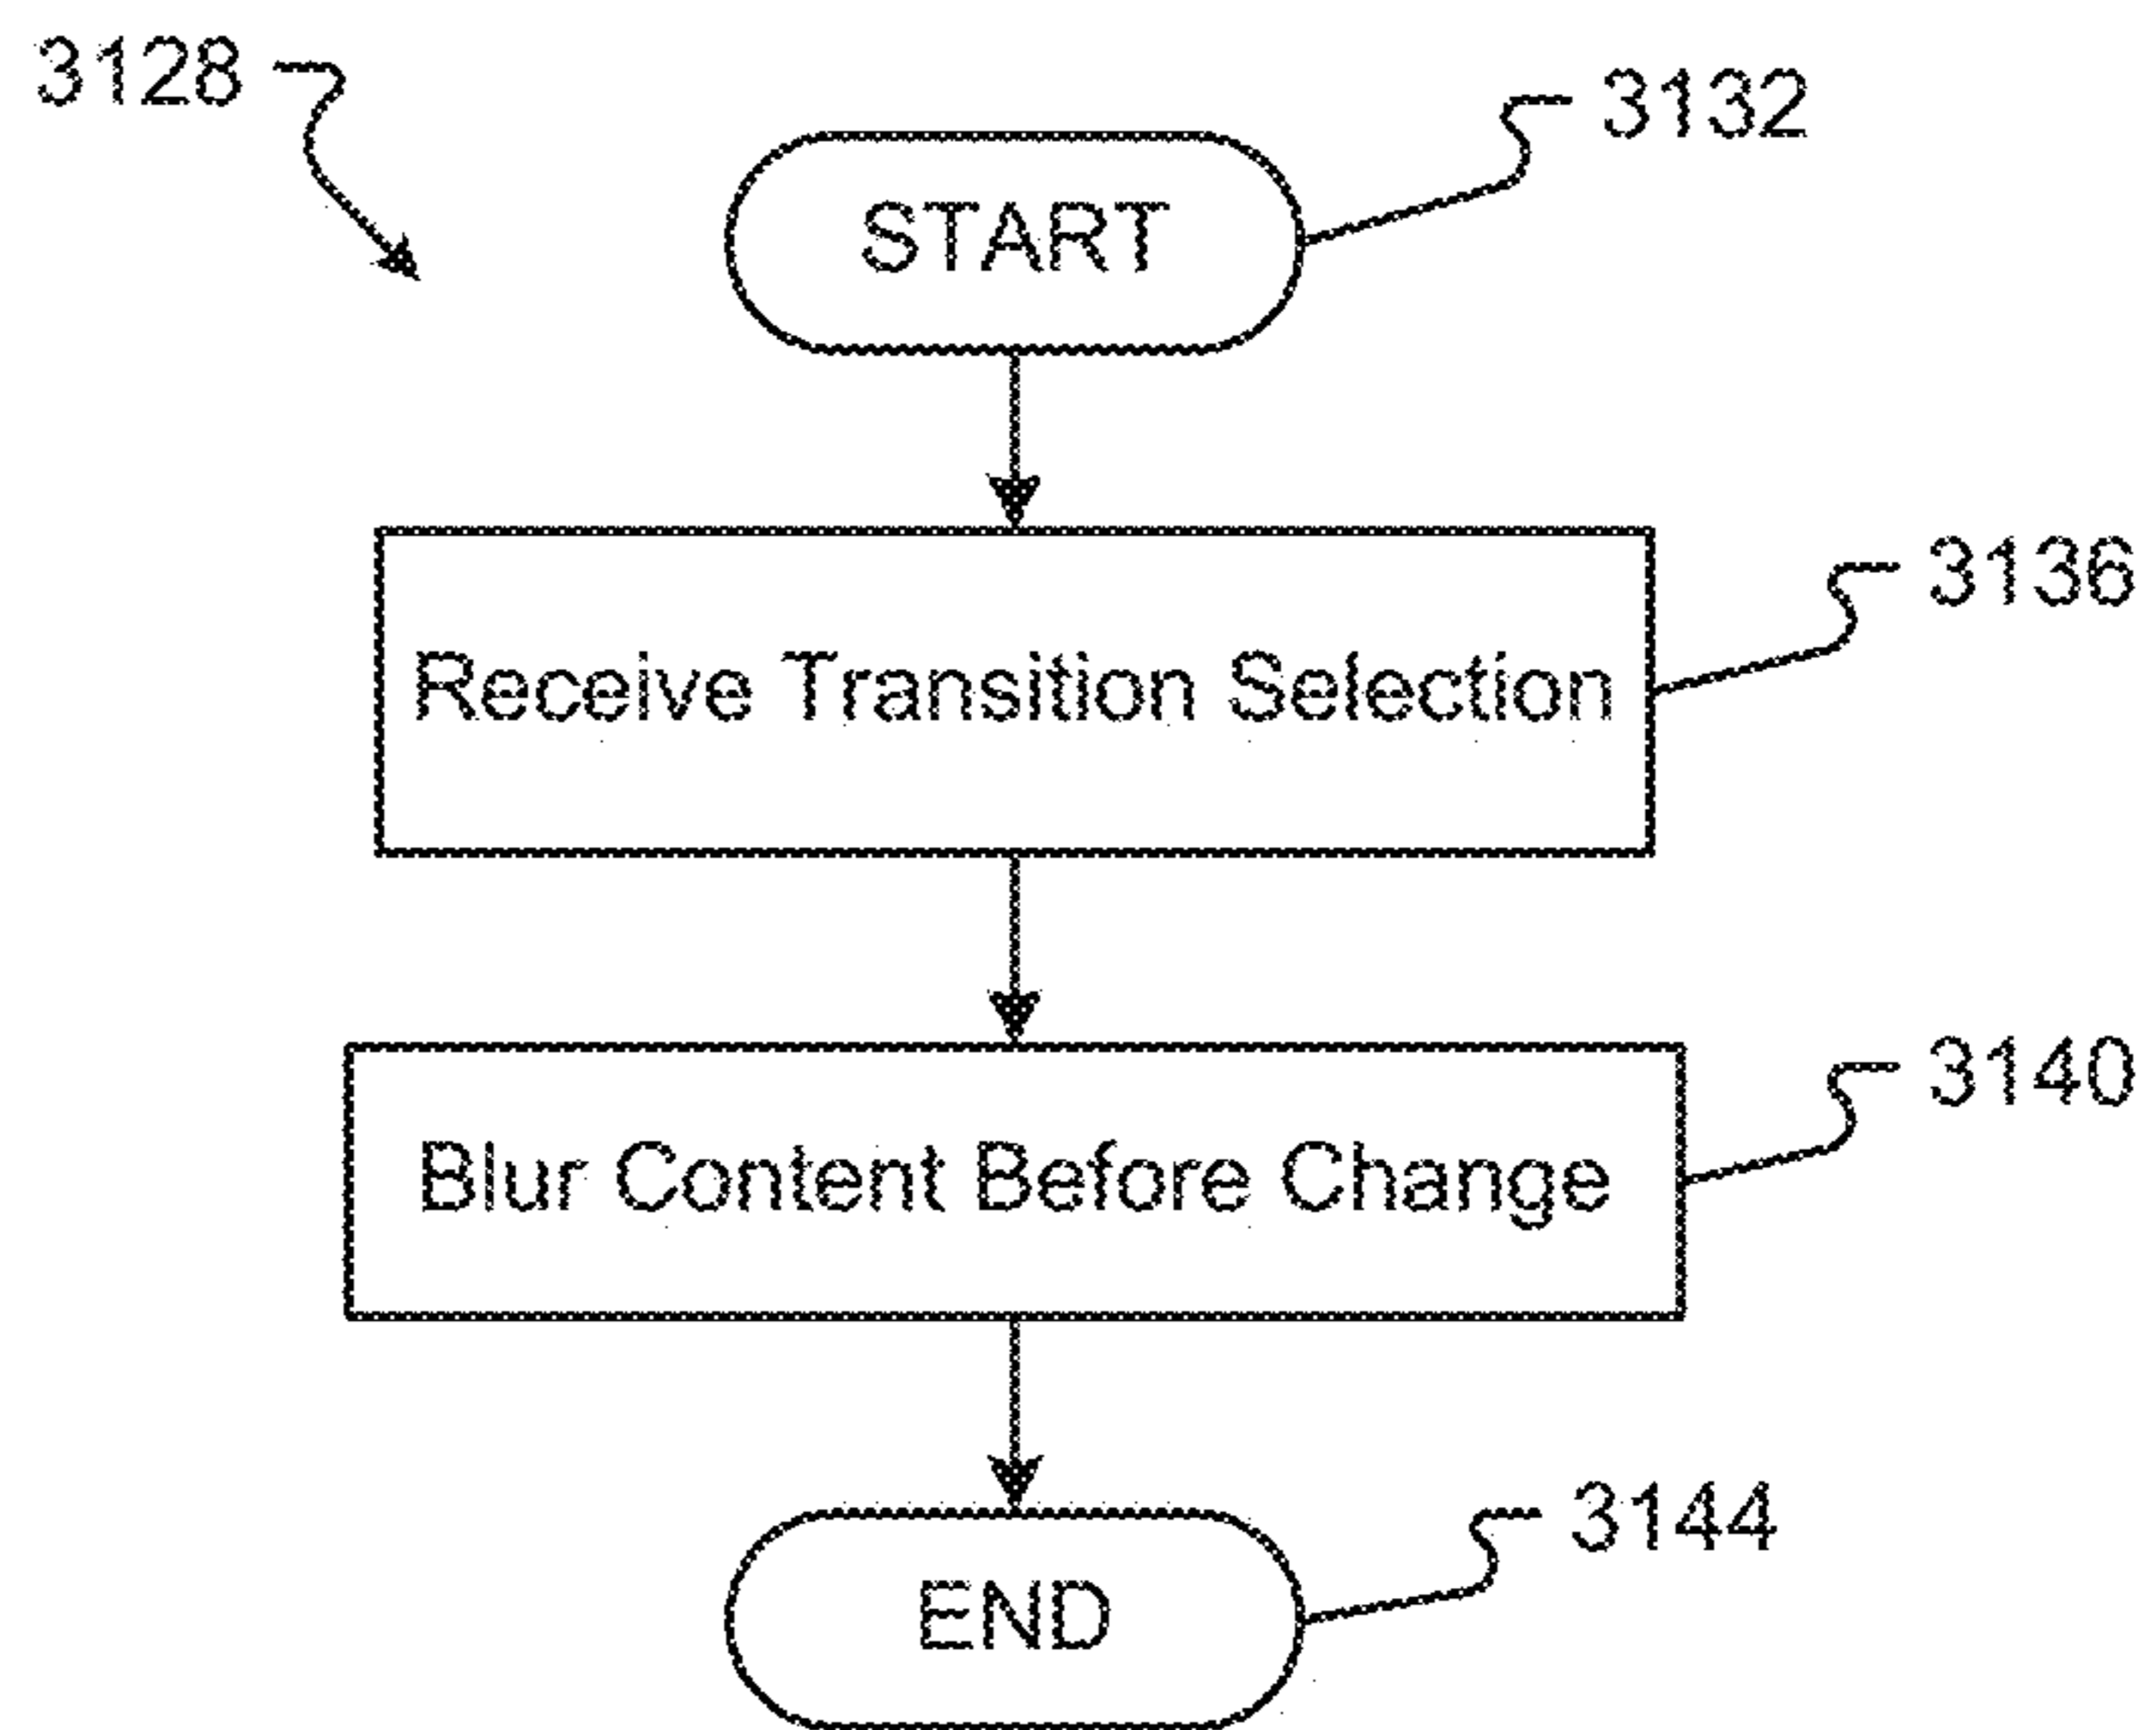 3128
3132
START
3136
Receive Transition Selection
3140
Blur Content Before Change
3144
END